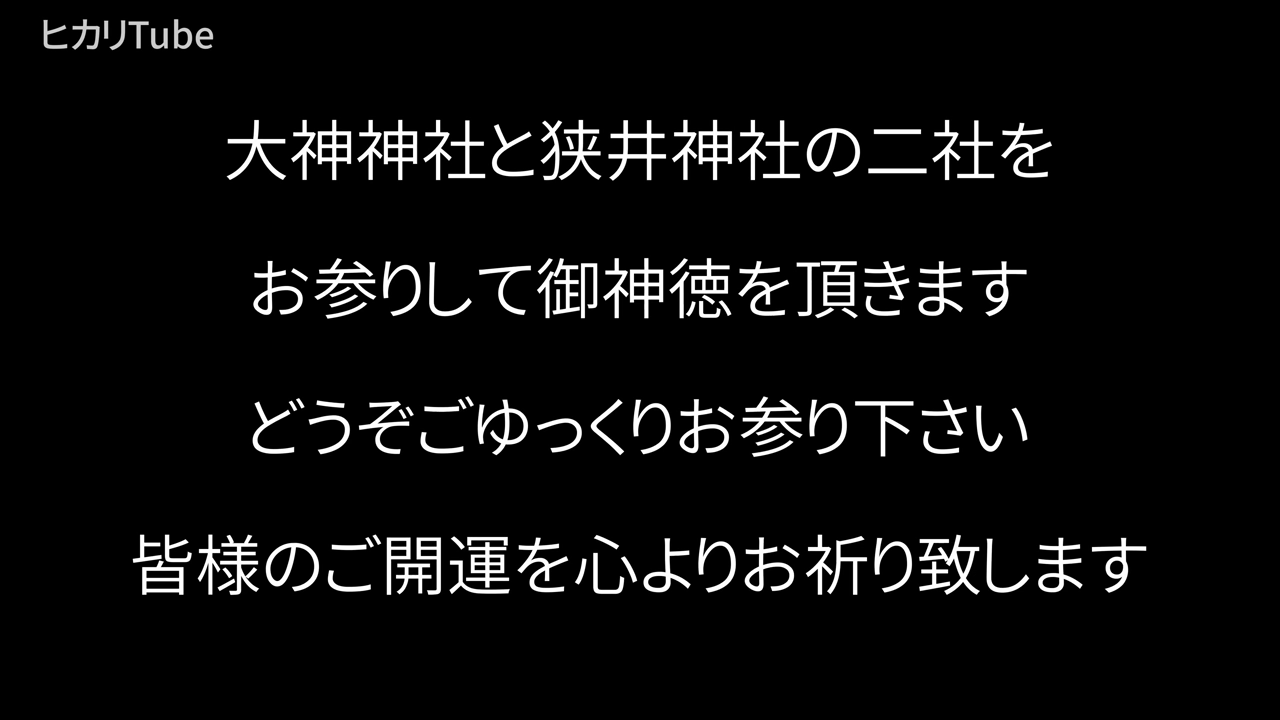 ヒカリTube
大神神社と狭井神社の二社を
お参りして御神徳を頂きます
どうぞごゆっくりお参り下さい
皆様のご開運を心よりお祈り致します